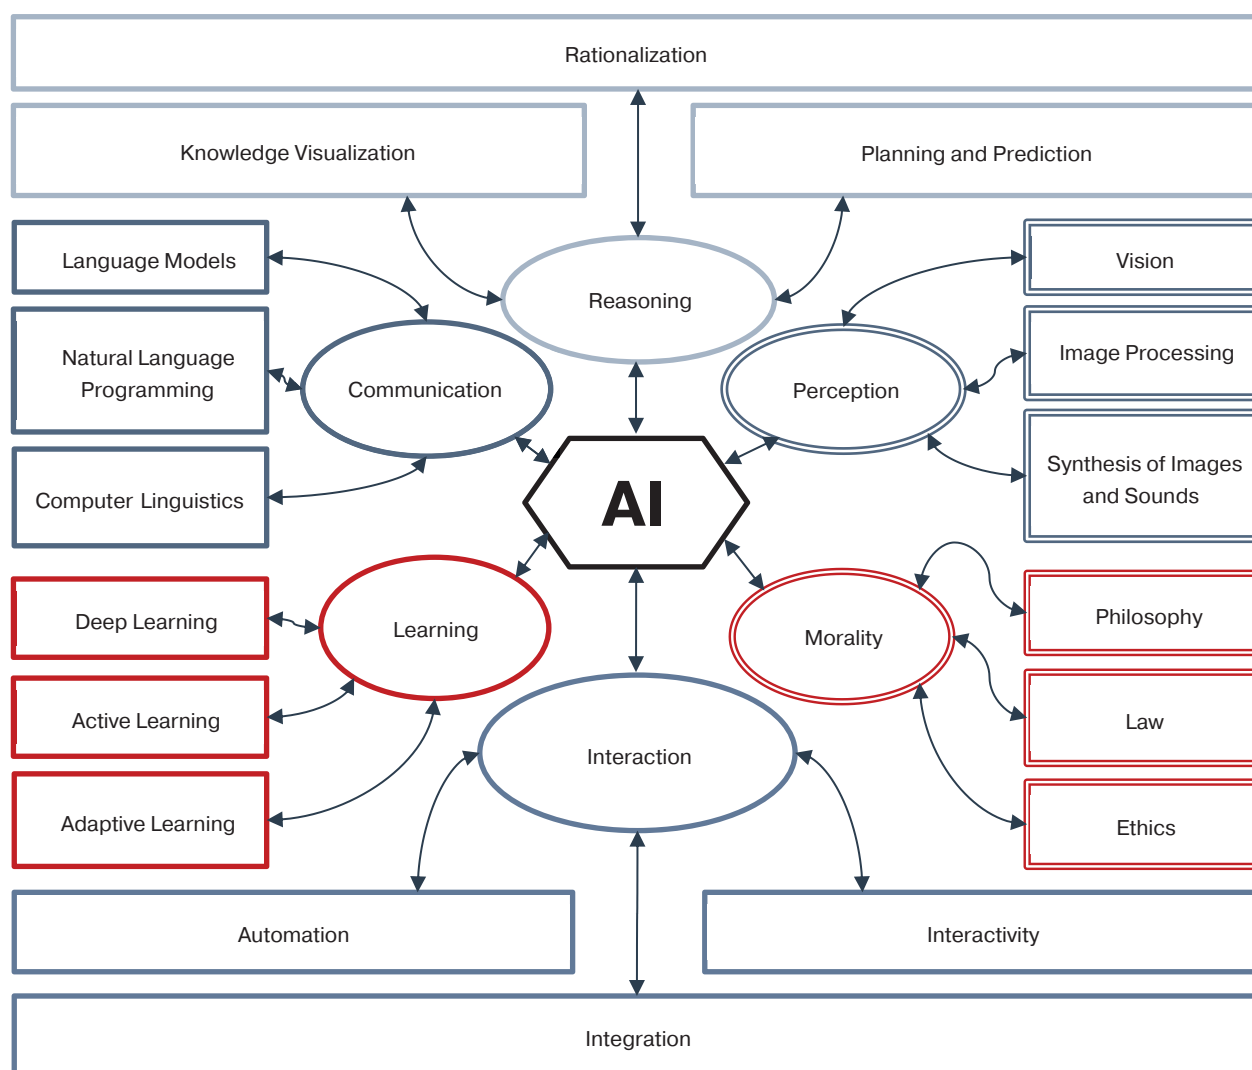 Rationalization
Knowledge Visualization
Planning and Prediction
Language Models
Vision
Reasoning
Natural Language
Programming
Image Processing
Communication
Perception
Computer Linguistics
Synthesis of Images
and Sounds
AI
Deep Learning
Learning
Morality
Philosophy
Active Learning
Law
Interaction
Adaptive Learning
Ethics
Automation
Interactivity
Integration